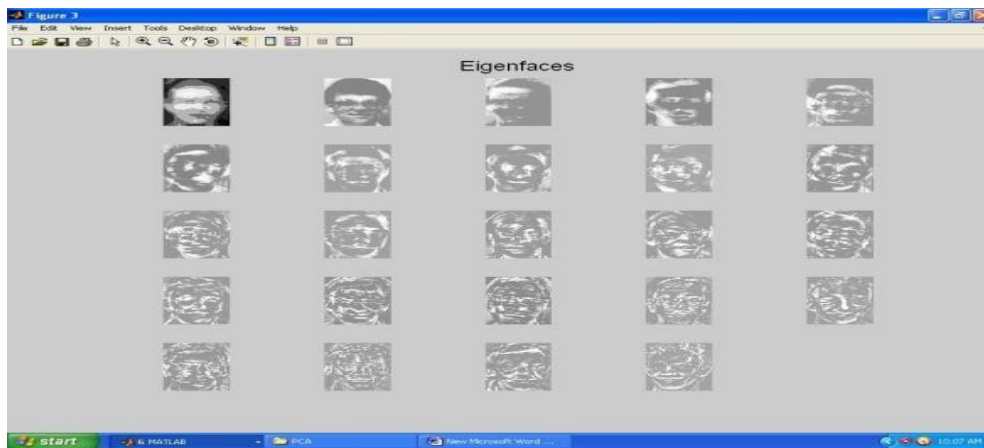 Figure 3
File Edit View Insert Tools Desktop Window Help
Eigenfaces
start 6 MATLAB PCA New Microsoft Word ... 10:07 AM